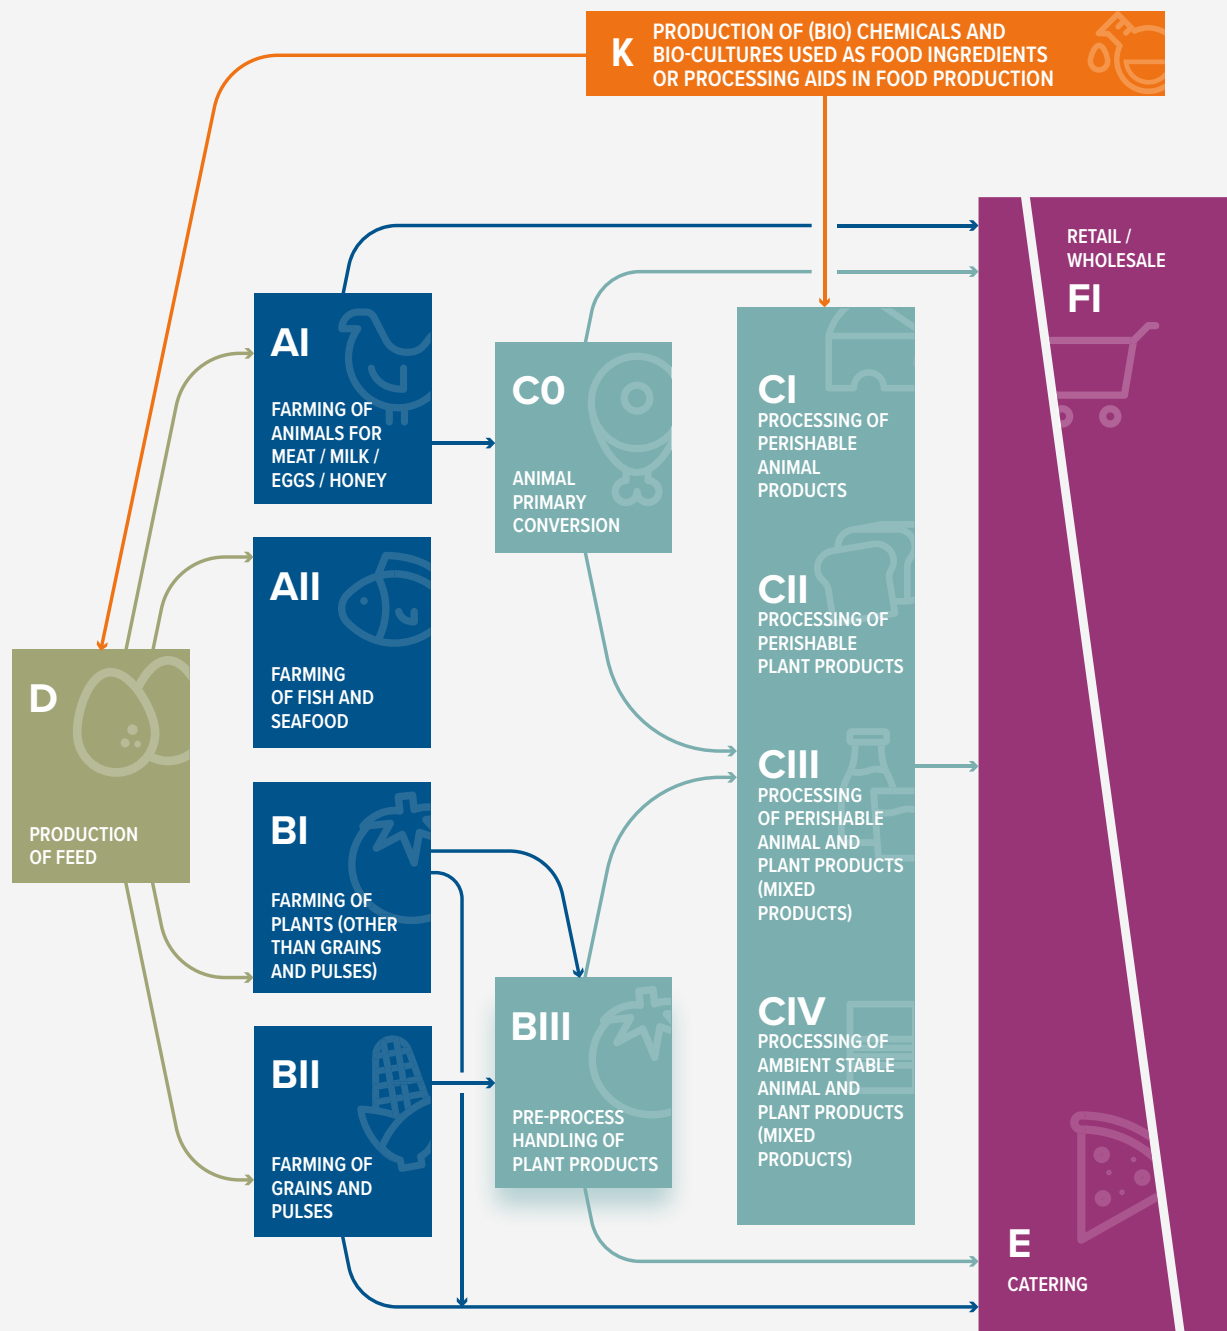 K
PRODUCTION OF (BIO) CHEMICALS AND
BIO-CULTURES USED AS FOOD INGREDIENTS
OR PROCESSING AIDS IN FOOD PRODUCTION
RETAIL /
WHOLESALE
FI
AI
FARMING OF
ANIMALS FOR
MEAT / MILK /
EGGS / HONEY
C0
ANIMAL
PRIMARY
CONVERSION
CI
PROCESSING OF
PERISHABLE
ANIMAL
PRODUCTS
CII
PROCESSING OF
PERISHABLE
PLANT PRODUCTS
AII
FARMING
OF FISH AND
SEAFOOD
D
PRODUCTION
OF FEED
CIII
PROCESSING
OF PERISHABLE
ANIMAL AND
PLANT PRODUCTS
(MIXED
PRODUCTS)
BI
FARMING OF
PLANTS (OTHER
THAN GRAINS
AND PULSES)
BII
FARMING OF
GRAINS AND
PULSES
BIII
PRE-PROCESS
HANDLING OF
PLANT PRODUCTS
CIV
PROCESSING OF
AMBIENT STABLE
ANIMAL AND
PLANT PRODUCTS
(MIXED
PRODUCTS)
E
CATERING